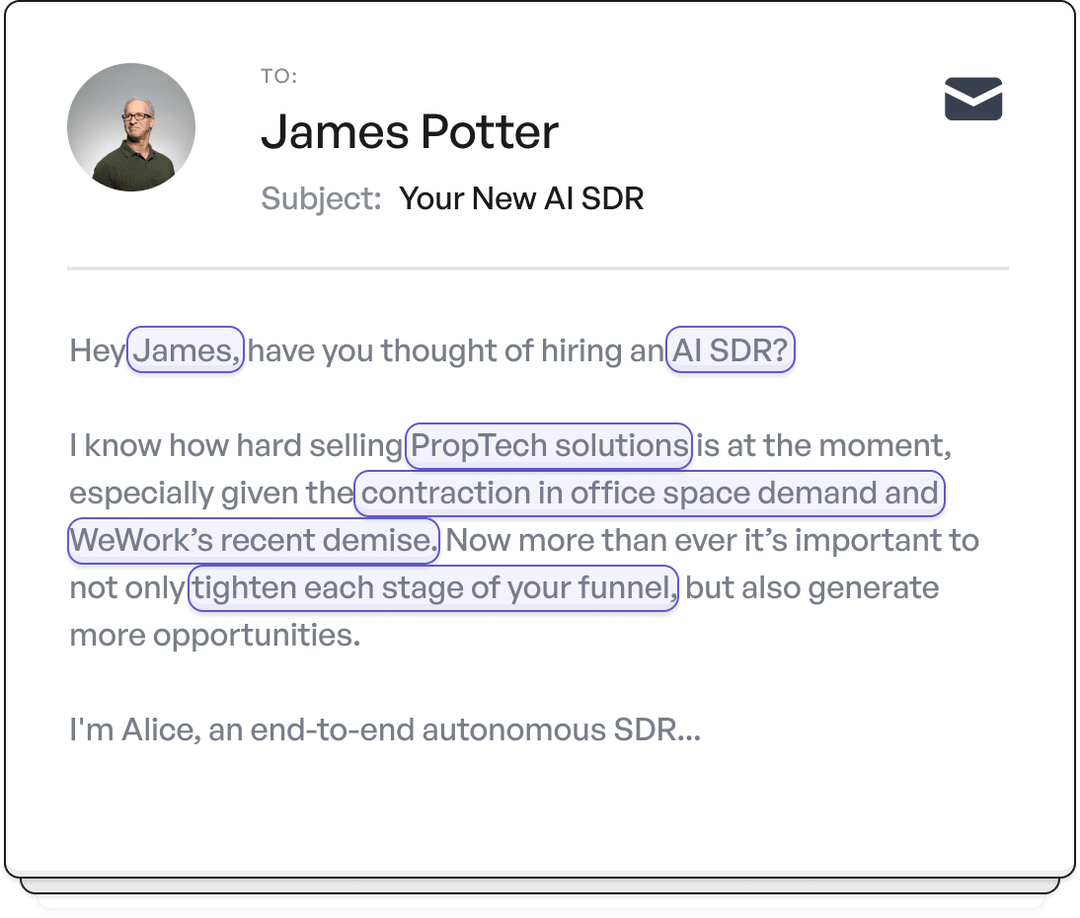 TO:
James Potter
Subject: Your New AI SDR
Hey James, have you thought of hiring an AI SDR?
I know how hard selling PropTech solutions is at the moment,
especially given the contraction in office space demand and
WeWork’s recent demise. Now more than ever it’s important to
not only tighten each stage of your funnel, but also generate
more opportunities.
I'm Alice, an end-to-end autonomous SDR...